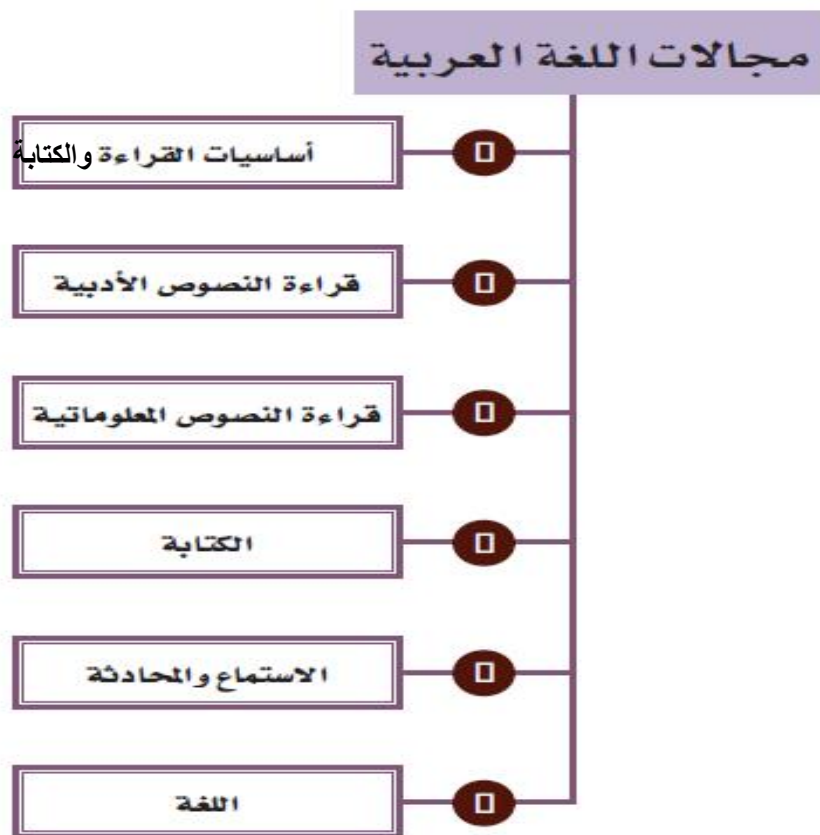 مجالات اللغة العربية
أساسيات القراءة والكتابة
قراءة النصوص الأدبية
قراءة النصوص المعلوماتية
الكتابة
الاستماع والمحادثة
اللغة